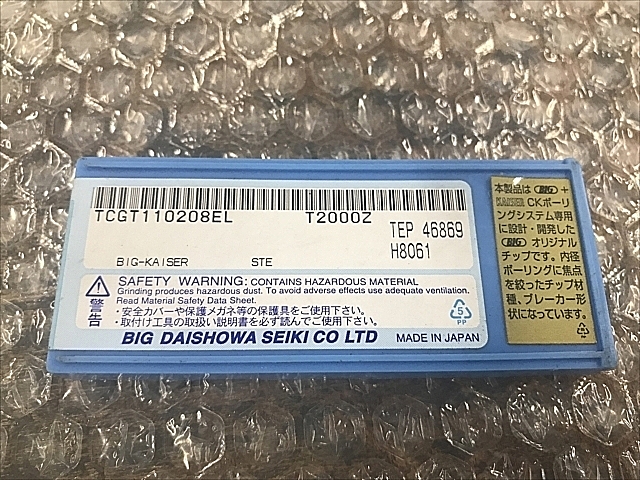 TCGT110208EL T2000Z
TEP 46869
H8061
BIG-KAISER STE
SAFETY WARNING: CONTAINS HAZARDOUS MATERIAL
Grinding produces hazardous dust. To avoid adverse effects use adequate ventilation.
Read Material Safety Data Sheet.
警告
・安全カバーや保護メガネ等の保護具をご使用下さい。
・取付け工具の取扱い説明書を必ず読んでご使用下さい。
5
PP
BIG DAISHOWA SEIKI CO LTD MADE IN JAPAN
本製品は BIG +
KAISER CKボーリ
ングシステム専用
に設計・開発した
BIG オリジナル
チップです。内径
ボーリングに焦点
を絞ったチップ材
種、ブレーカー形
状になっています。